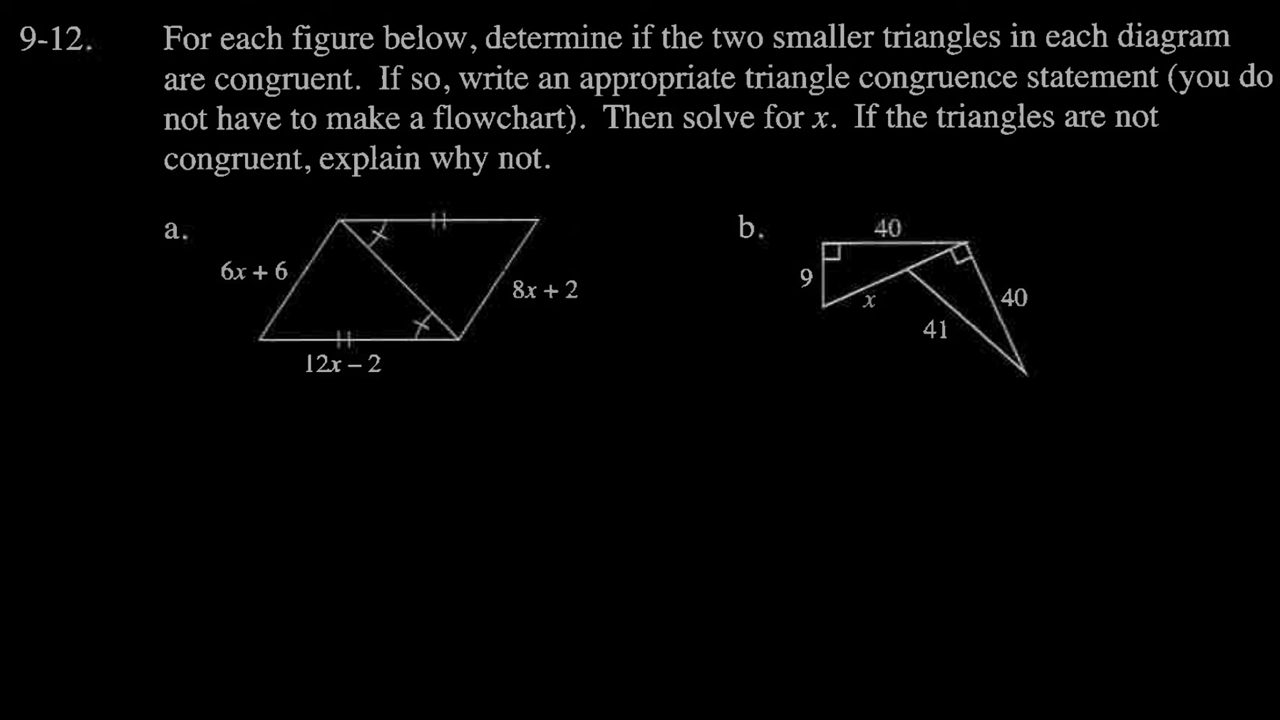 9-12. For each figure below, determine if the two smaller triangles in each diagram
are congruent. If so, write an appropriate triangle congruence statement (you do
not have to make a flowchart). Then solve for x. If the triangles are not
congruent, explain why not.
a.
6x + 6
8x + 2
12x – 2
b.
40
9
x
40
41